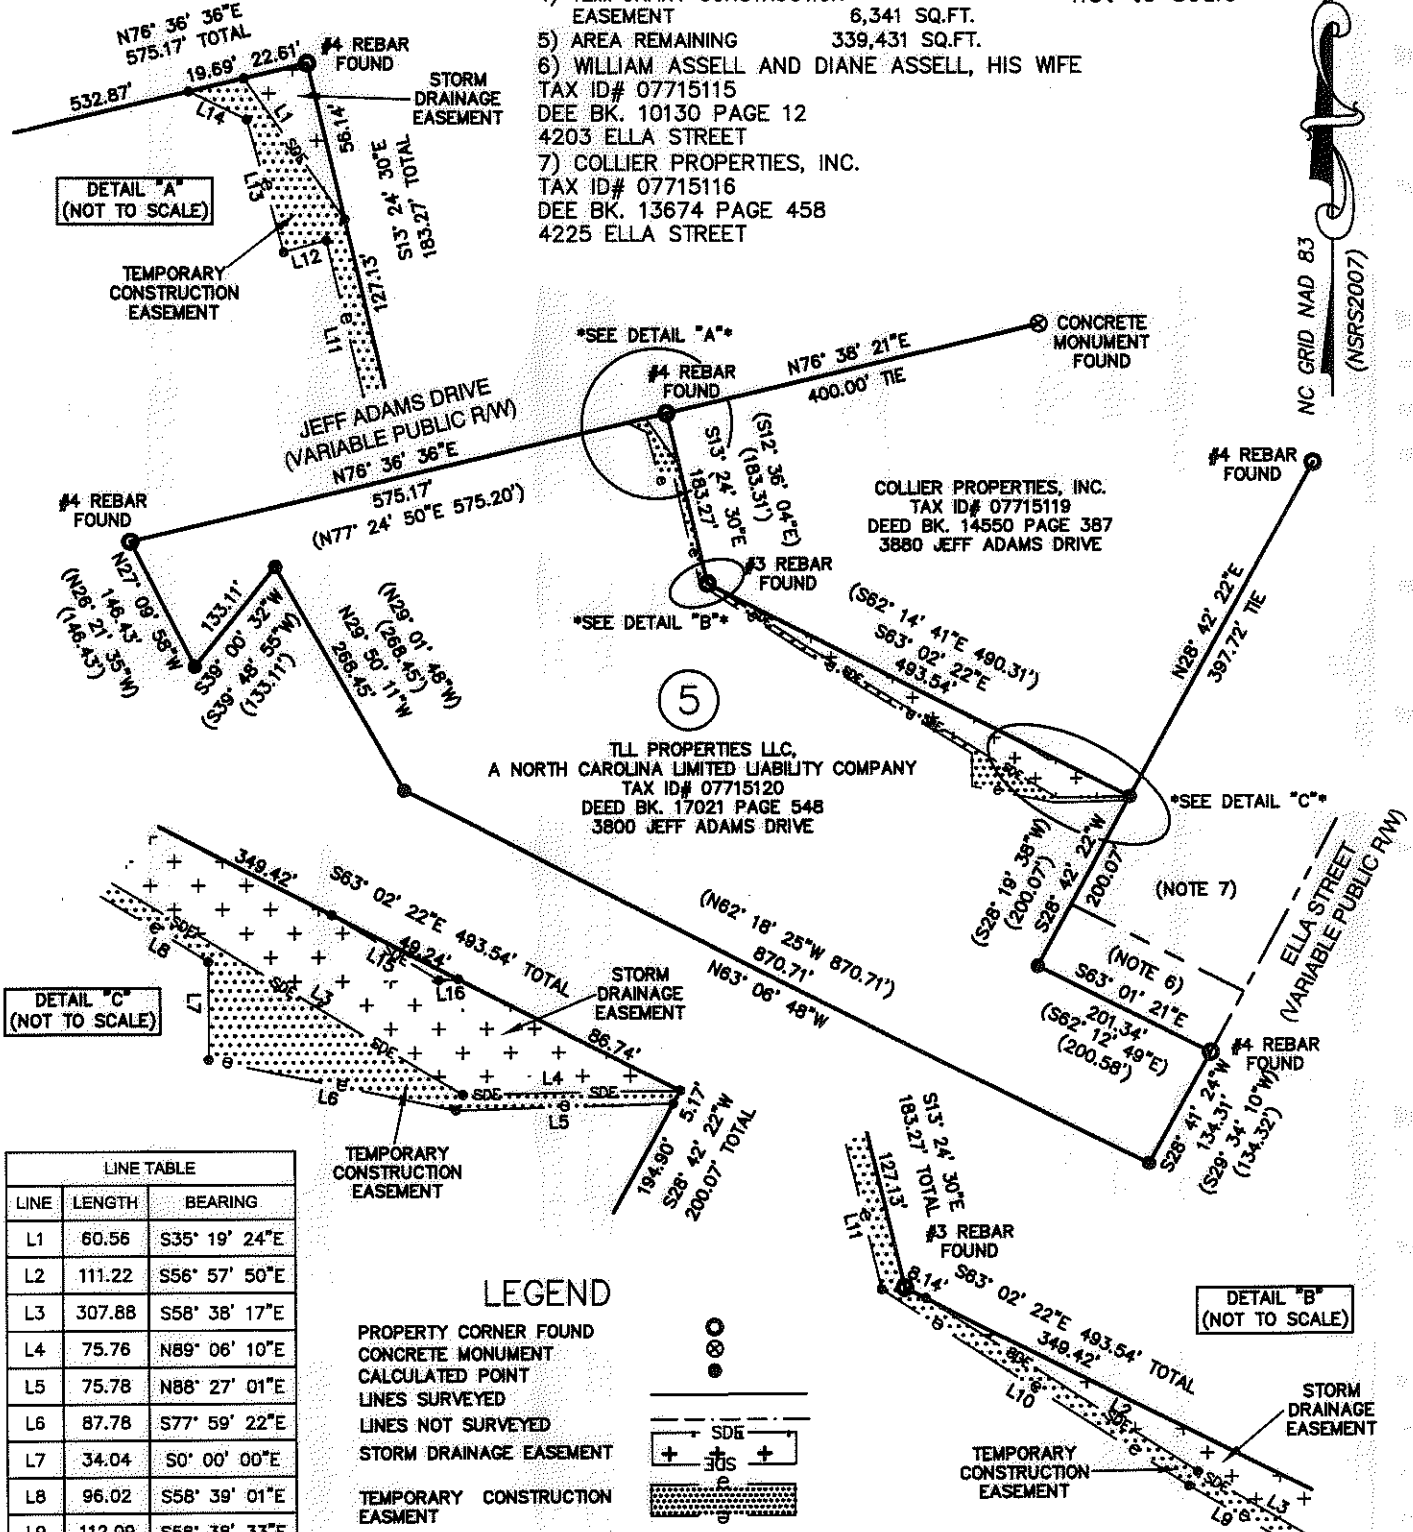 EASEMENT 6,341 SQ.FT.
5) AREA REMAINING 339,431 SQ.FT.
6) WILLIAM ASSELL AND DIANE ASSELL, HIS WIFE
TAX ID# 07715115
DEE BK. 10130 PAGE 12
4203 ELLA STREET
7) COLLIER PROPERTIES, INC.
TAX ID# 07715116
DEE BK. 13674 PAGE 458
4225 ELLA STREET
NC GRID NAD 83
(NSRS2007)
N76° 36' 36"E
575.17' TOTAL
532.87'
19.69'
22.61'
#4 REBAR
FOUND
STORM
DRAINAGE
EASEMENT
L14
L1
SDE
56.14'
S13° 24' 30"E
183.27' TOTAL
127.13'
L13
e
L12
e
L11
DETAIL "A"
(NOT TO SCALE)
TEMPORARY
CONSTRUCTION
EASEMENT
*SEE DETAIL "A"*
#4 REBAR
FOUND
N76° 38' 21"E
400.00' TIE
CONCRETE
MONUMENT
FOUND
JEFF ADAMS DRIVE
(VARIABLE PUBLIC R/W)
N76° 36' 36"E
575.17'
(N77° 24' 50"E 575.20')
#4 REBAR
FOUND
N27° 09' 58"W
146.43'
(N26° 21' 35"W)
(146.43')
133.11'
S39° 00' 32"W
(S39° 48' 55"W)
(133.11')
(N29° 01' 48"W)
(268.45')
N29° 50' 11"W
268.45'
(S12° 36' 04"E)
(183.31')
S13° 24' 30"E
183.27'
#3 REBAR
FOUND
*SEE DETAIL "B"*
COLLIER PROPERTIES, INC.
TAX ID# 07715119
DEED BK. 14550 PAGE 387
3880 JEFF ADAMS DRIVE
#4 REBAR
FOUND
N28° 42' 22"E
397.72' TIE
(S62° 14' 41"E 490.31')
S63° 02' 22"E
493.54'
5
TLL PROPERTIES LLC,
A NORTH CAROLINA LIMITED LIABILITY COMPANY
TAX ID# 07715120
DEED BK. 17021 PAGE 548
3800 JEFF ADAMS DRIVE
*SEE DETAIL "C"*
(S28° 19' 38"W)
(200.07')
S28° 42' 22"W
200.07'
(NOTE 7)
(NOTE 6)
ELLA STREET
(VARIABLE PUBLIC R/W)
S63° 01' 21"E
201.34'
(S62° 12' 49"E)
(200.58')
#4 REBAR
FOUND
S28° 41' 24"W
134.31'
(S29° 34' 10"W)
(134.32')
(N62° 18' 25"W 870.71')
870.71'
N63° 06' 48"W
349.42'
S63° 02' 22"E 493.54' TOTAL
49.24'
SDE
L15
L16
86.74'
STORM
DRAINAGE
EASEMENT
L8
SDE
L3
SDE
L7
SDE
L4
SDE
SDE
L6
L5
DETAIL "C"
(NOT TO SCALE)
TEMPORARY
CONSTRUCTION
EASEMENT
5.17'
194.90'
S28° 42' 22"W
200.07' TOTAL
LINE TABLE
LINE LENGTH BEARING
L1 60.56 S35° 19' 24"E
L2 111.22 S56° 57' 50"E
L3 307.88 S58° 38' 17"E
L4 75.76 N89° 06' 10"E
L5 75.78 N88° 27' 01"E
L6 87.78 S77° 59' 22"E
L7 34.04 S0° 00' 00"E
L8 96.02 S58° 39' 01"E
L9 112.09 S58° 38' 33"E
LEGEND
PROPERTY CORNER FOUND
CONCRETE MONUMENT
CALCULATED POINT
LINES SURVEYED
LINES NOT SURVEYED
STORM DRAINAGE EASEMENT
SDE
SDE
TEMPORARY CONSTRUCTION
EASMENT
e
e
S13° 24' 30"E
183.27' TOTAL
127.13'
L11
#3 REBAR
FOUND
8.14'
S63° 02' 22"E 493.54' TOTAL
349.42'
SDE
L10
L2
SDE
SDE
L3
L9
DETAIL "B"
(NOT TO SCALE)
STORM
DRAINAGE
EASEMENT
TEMPORARY
CONSTRUCTION
EASEMENT